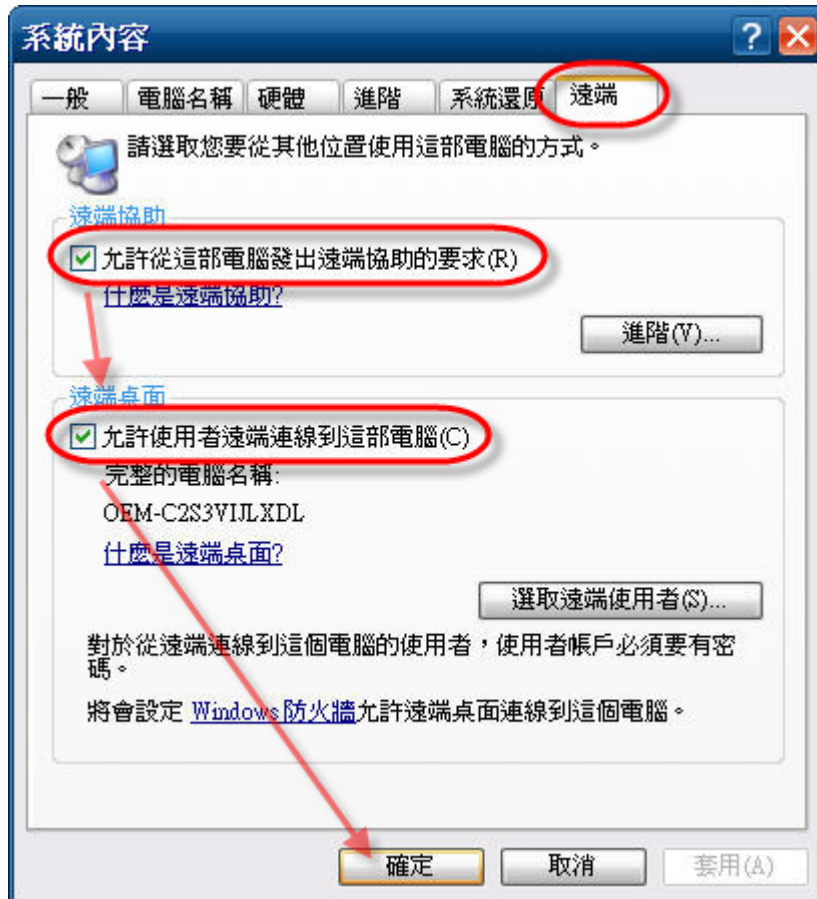 系統內容
一般 電腦名稱 硬體 進階 系統還原 遠端
請選取您要從其他位置使用這部電腦的方式。
遠端協助
允許從這部電腦發出遠端協助的要求(R)
什麼是遠端協助?
進階(V)...
遠端桌面
允許使用者遠端連線到這部電腦(C)
完整的電腦名稱:
OEM-C2S3VIJLXDL
什麼是遠端桌面?
選取遠端使用者(S)...
對於從遠端連線到這個電腦的使用者,使用者帳戶必須要有密
碼。
將會設定 Windows 防火牆允許遠端桌面連線到這個電腦。
確定 取消 套用(A)